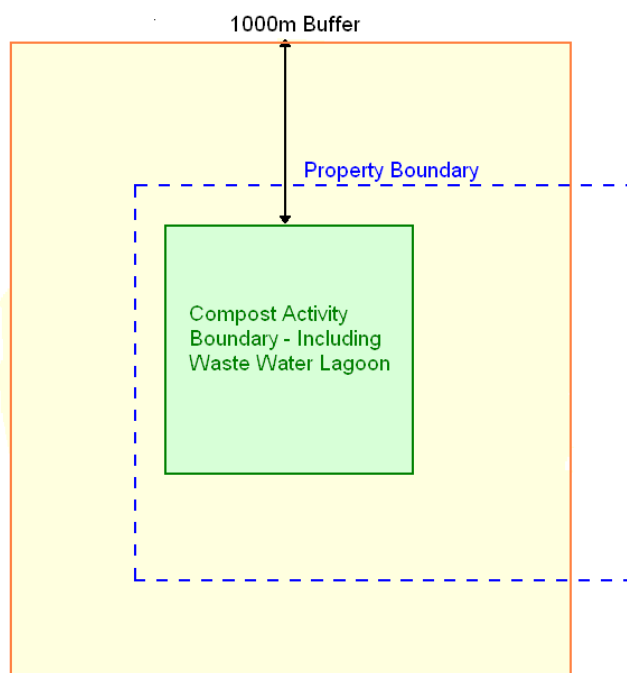 1000m Buffer
Property Boundary
Compost Activity
Boundary - Including
Waste Water Lagoon